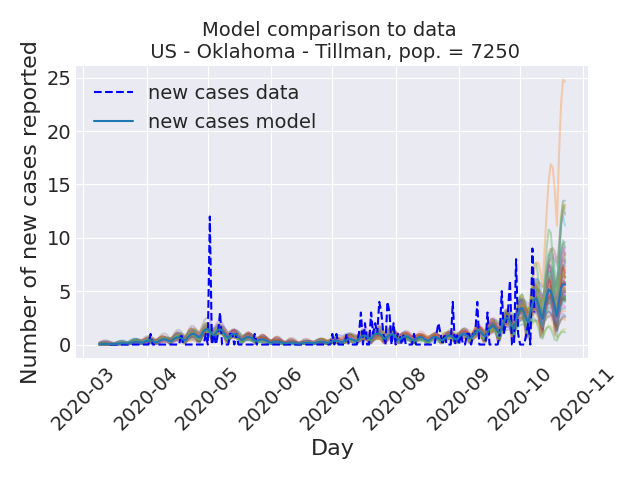 Model comparison to data
US - Oklahoma - Tillman, pop. = 7250
Number of new cases reported
25
20
15
10
5
0
new cases data
new cases model
2020-03
2020-04
2020-05
2020-06
2020-07
2020-08
2020-09
2020-10
2020-11
Day